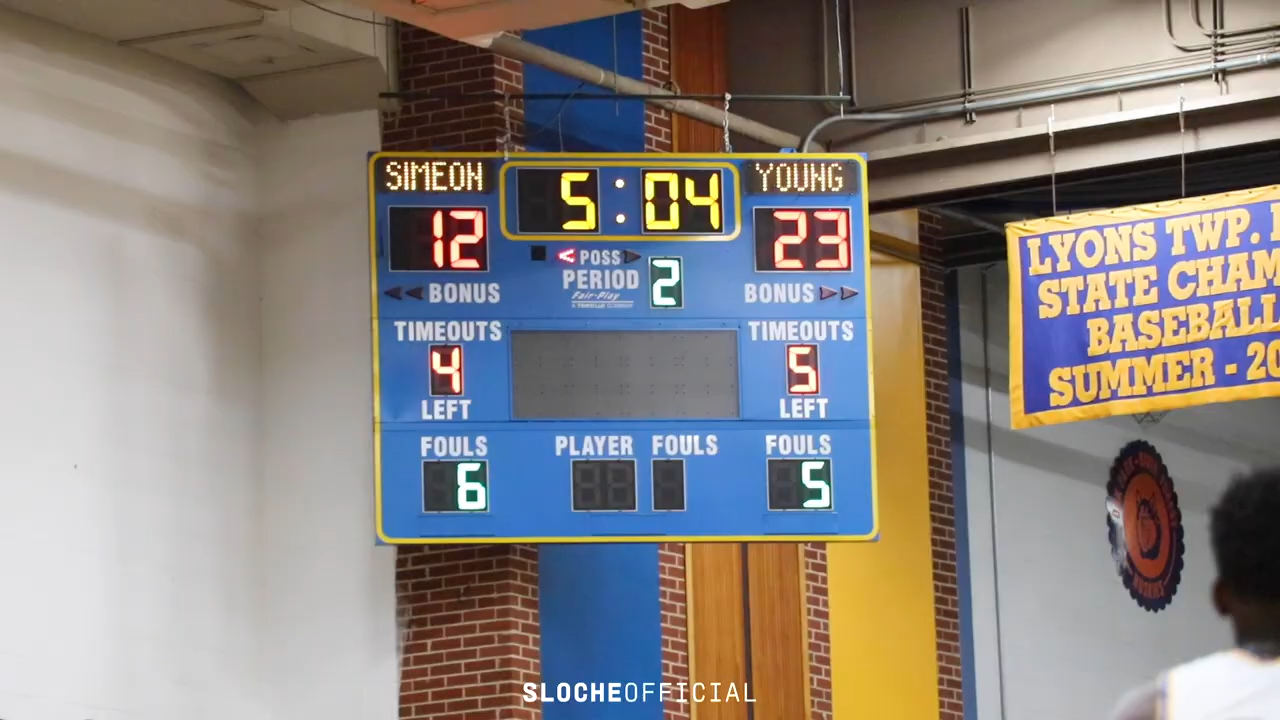 SIMEON 5:04 YOUNG
12 23
< POSS
PERIOD 2
Fair-Play
BONUS BONUS
TIMEOUTS TIMEOUTS
4 5
LEFT LEFT
FOULS PLAYER FOULS FOULS
6 5
LYONS TWP.
STATE CHAM
BASEBALL
SUMMER - 20
SLOCHEOFFICIAL